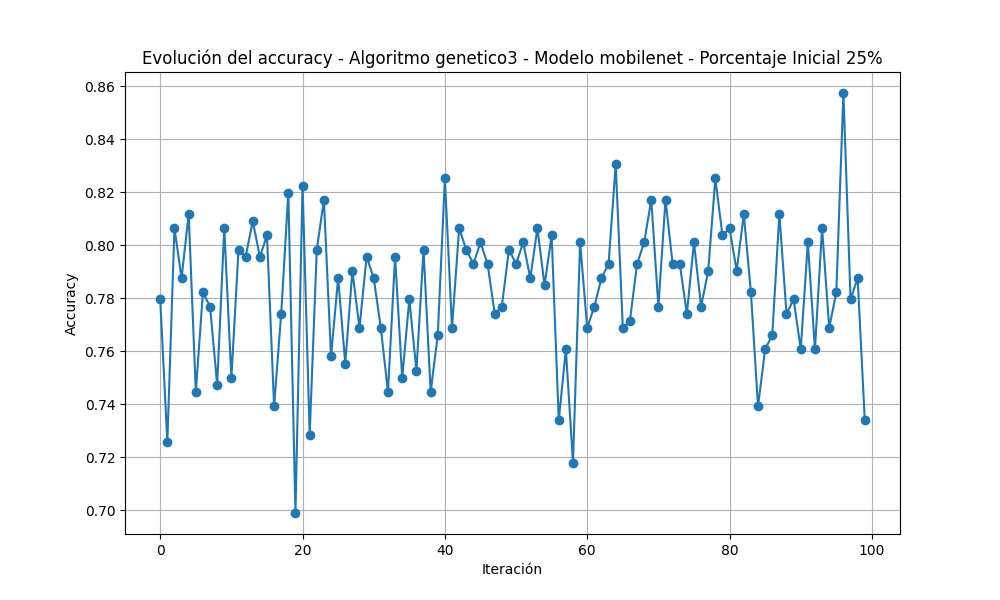 Evolución del accuracy - Algoritmo genetico3 - Modelo mobilenet - Porcentaje Inicial 25%
0.86
0.84
0.82
0.80
0.78
0.76
0.74
0.72
0.70
Accuracy
0 20 40 60 80 100
Iteración